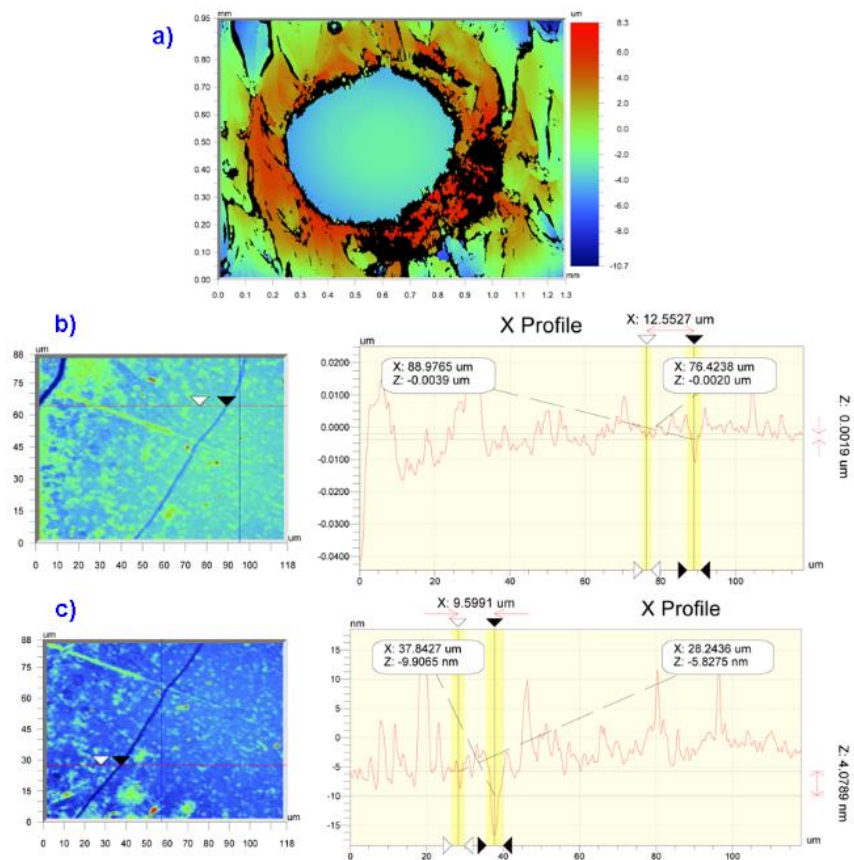 a)
mm
um
0.95
0.80
0.70
0.60
0.50
0.40
0.30
0.20
0.10
0.00
mm
0.0 0.1 0.2 0.3 0.4 0.5 0.6 0.7 0.8 0.9 1.0 1.1 1.2 1.3
8.3
6.0
4.0
2.0
0.0
-2.0
-4.0
-6.0
-8.0
-10.7
b)
um
88
75
60
45
30
15
0
um
0 10 20 30 40 50 60 70 80 90 100 118
X Profile
X: 12.5527 um
um
0.0200
0.0100
0.0000
-0.0100
-0.0200
-0.0300
-0.0400
X: 88.9765 um
Z: -0.0039 um
X: 76.4238 um
Z: -0.0020 um
Z: 0.0019 um
um
0 20 40 60 80 100
c)
um
88
75
60
45
30
15
0
um
0 10 20 30 40 50 60 70 80 90 100 118
X: 9.5991 um
X Profile
nm
15
10
5
0
-5
-10
-15
X: 37.8427 um
Z: -9.9065 nm
X: 28.2436 um
Z: -5.8275 nm
Z: 4.0789 nm
um
0 20 40 60 80 100